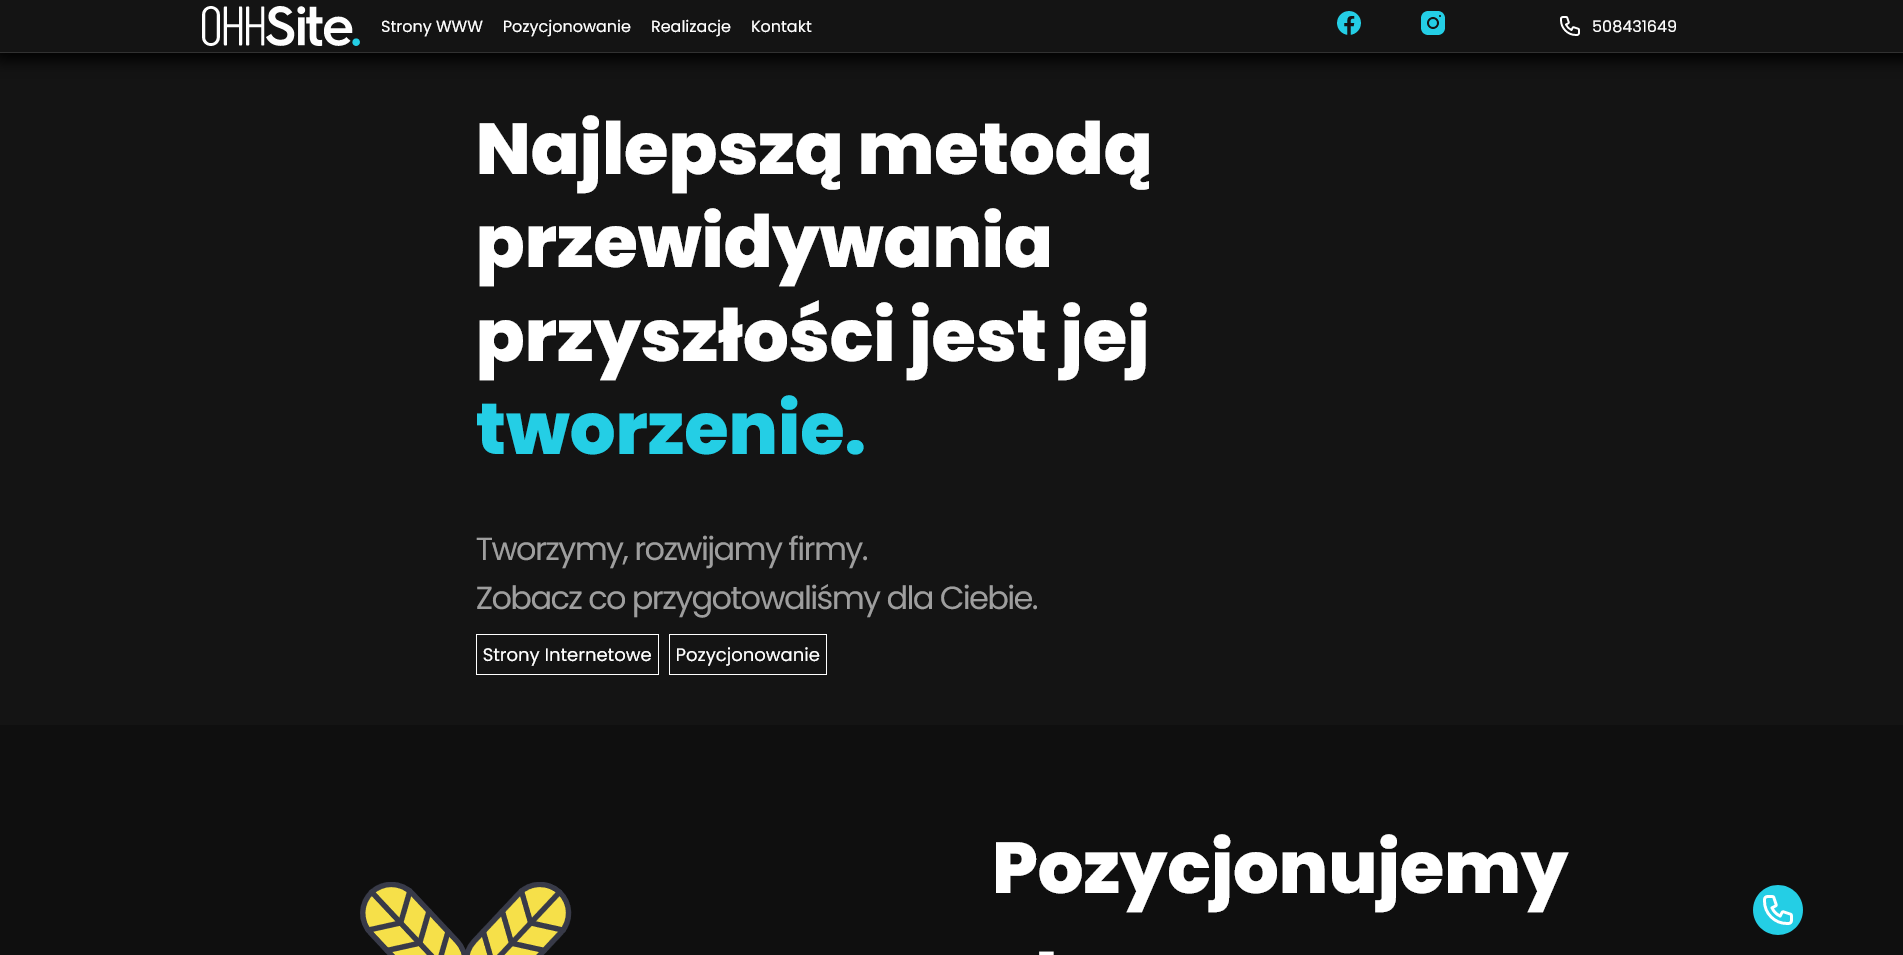 OHHSite.
Strony WWW
Pozycjonowanie
Realizacje
Kontakt
508431649
Najlepszą metodą
przewidywania
przyszłości jest jej
tworzenie.
Tworzymy, rozwijamy firmy.
Zobacz co przygotowaliśmy dla Ciebie.
Strony Internetowe
Pozycjonowanie
Pozycjonujemy